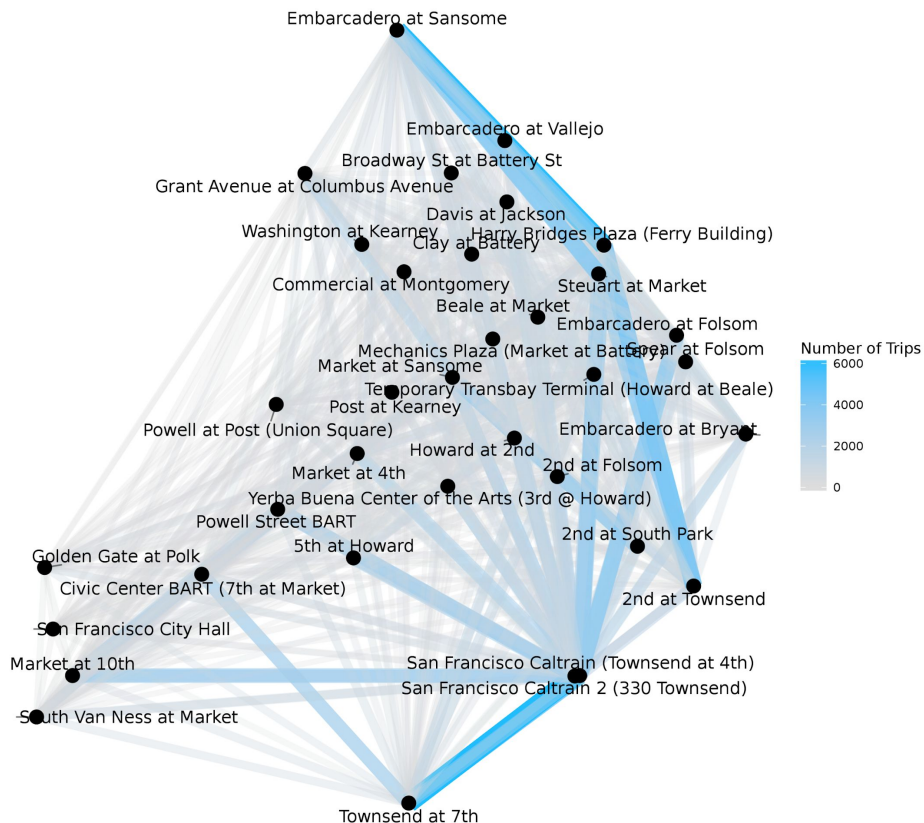 Embarcadero at Sansome
Embarcadero at Vallejo
Broadway St at Battery St
Grant Avenue at Columbus Avenue
Davis at Jackson
Washington at Kearney
Harry Bridges Plaza (Ferry Building)
Clay at Battery
Commercial at Montgomery
Steuart at Market
Beale at Market
Embarcadero at Folsom
Mechanics Plaza (Market at Battery)
Spear at Folsom
Number of Trips
6000
4000
2000
0
Market at Sansome
Temporary Transbay Terminal (Howard at Beale)
Post at Kearney
Powell at Post (Union Square)
Embarcadero at Bryant
Howard at 2nd
2nd at Folsom
Market at 4th
Yerba Buena Center of the Arts (3rd @ Howard)
Powell Street BART
2nd at South Park
5th at Howard
Golden Gate at Polk
Civic Center BART (7th at Market)
2nd at Townsend
San Francisco City Hall
Market at 10th
San Francisco Caltrain (Townsend at 4th)
San Francisco Caltrain 2 (330 Townsend)
South Van Ness at Market
Townsend at 7th